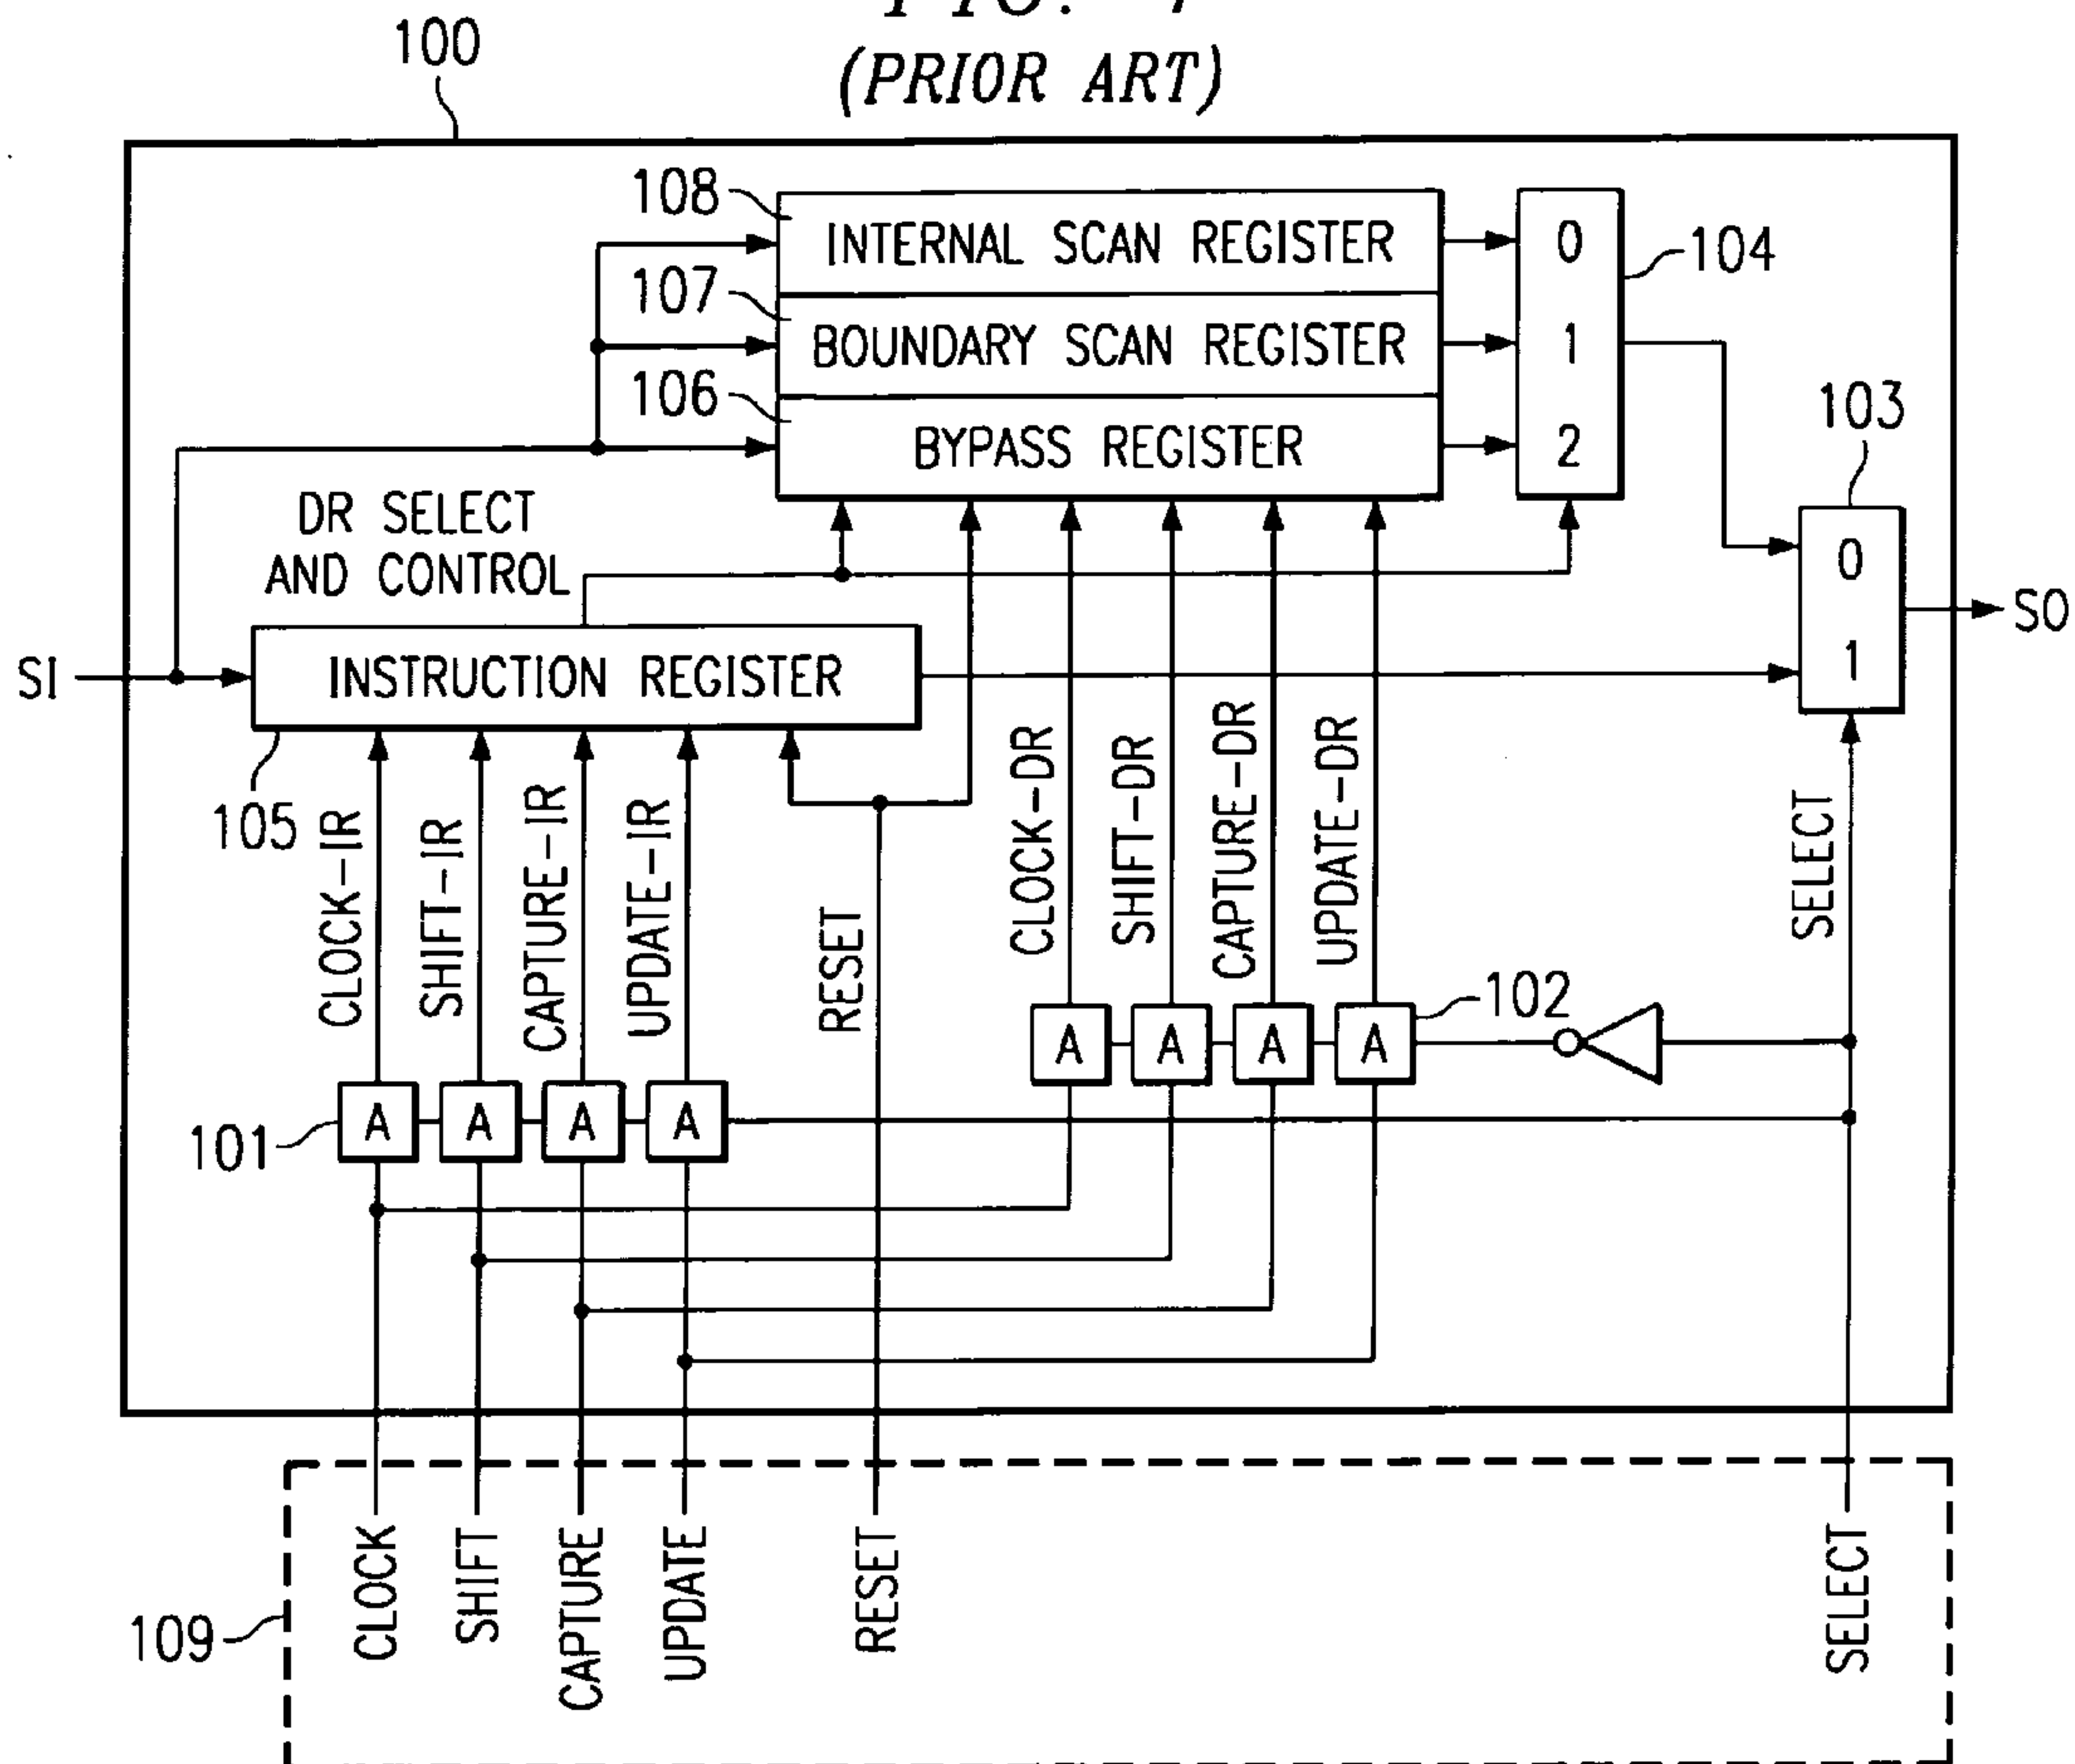 (PRIOR ART)
100
108
INTERNAL SCAN REGISTER
0
104
107
BOUNDARY SCAN REGISTER
1
106
BYPASS REGISTER
2
103
DR SELECT
AND CONTROL
0
SO
SI
INSTRUCTION REGISTER
1
105
CLOCK-IR
SHIFT-IR
CAPTURE-IR
UPDATE-IR
RESET
CLOCK-DR
SHIFT-DR
CAPTURE-DR
UPDATE-DR
SELECT
102
A
A
A
A
101
A
A
A
A
109
CLOCK
SHIFT
CAPTURE
UPDATE
RESET
SELECT